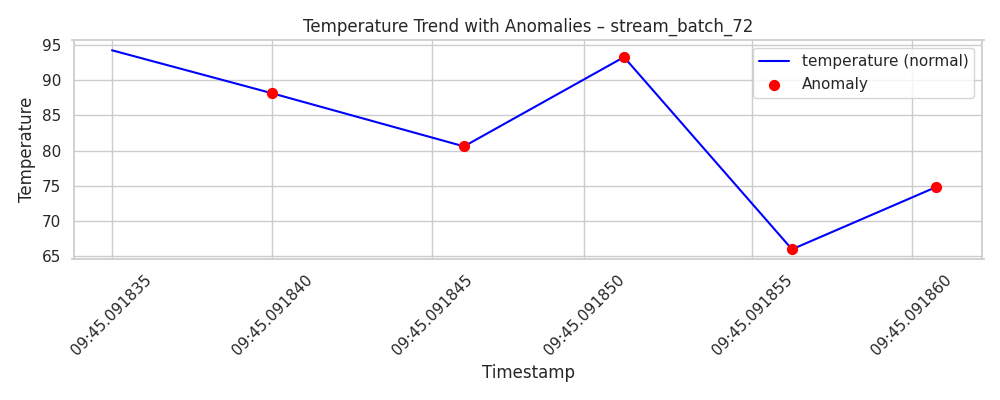 Temperature Trend with Anomalies – stream_batch_72
95
90
85
80
75
70
65
Temperature
temperature (normal)
Anomaly
09:45.091835
09:45.091840
09:45.091845
09:45.091850
09:45.091855
09:45.091860
Timestamp